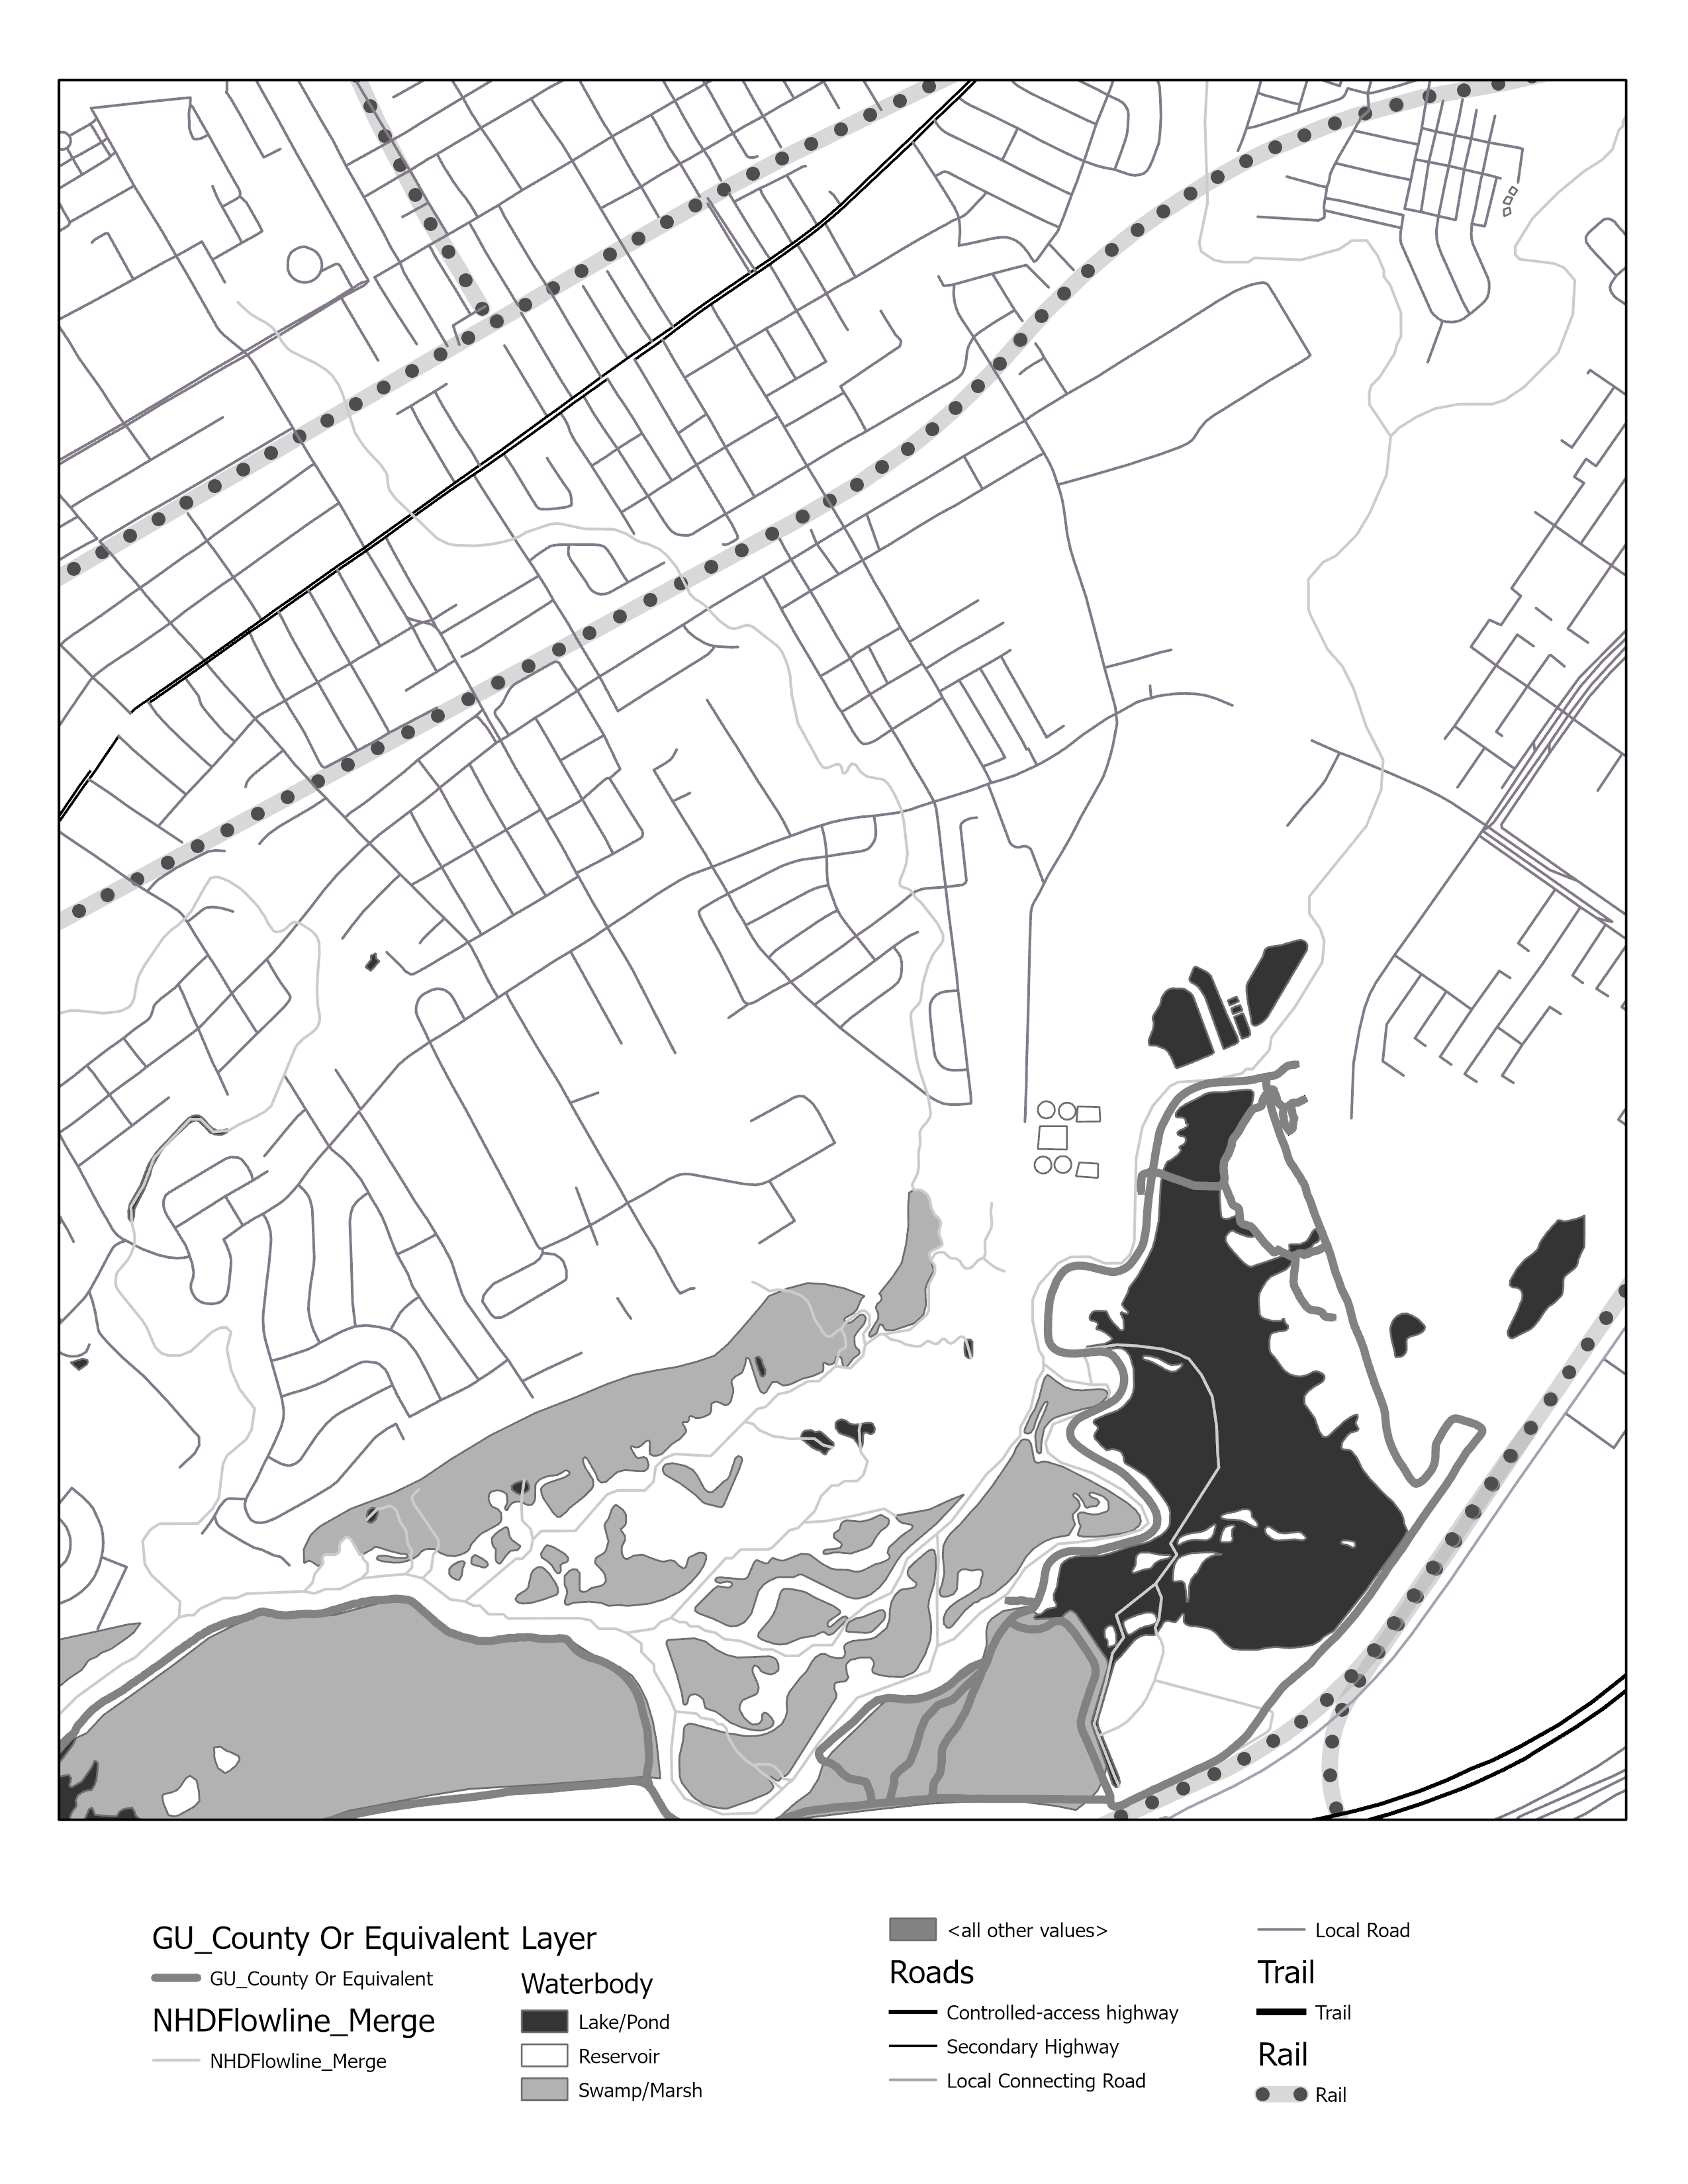 GU_County Or Equivalent Layer
GU_County Or Equivalent
NHDFlowline_Merge
NHDFlowline_Merge
Waterbody
Lake/Pond
Reservoir
Swamp/Marsh
<all other values>
Roads
Controlled-access highway
Secondary Highway
Local Connecting Road
Local Road
Trail
Trail
Rail
Rail